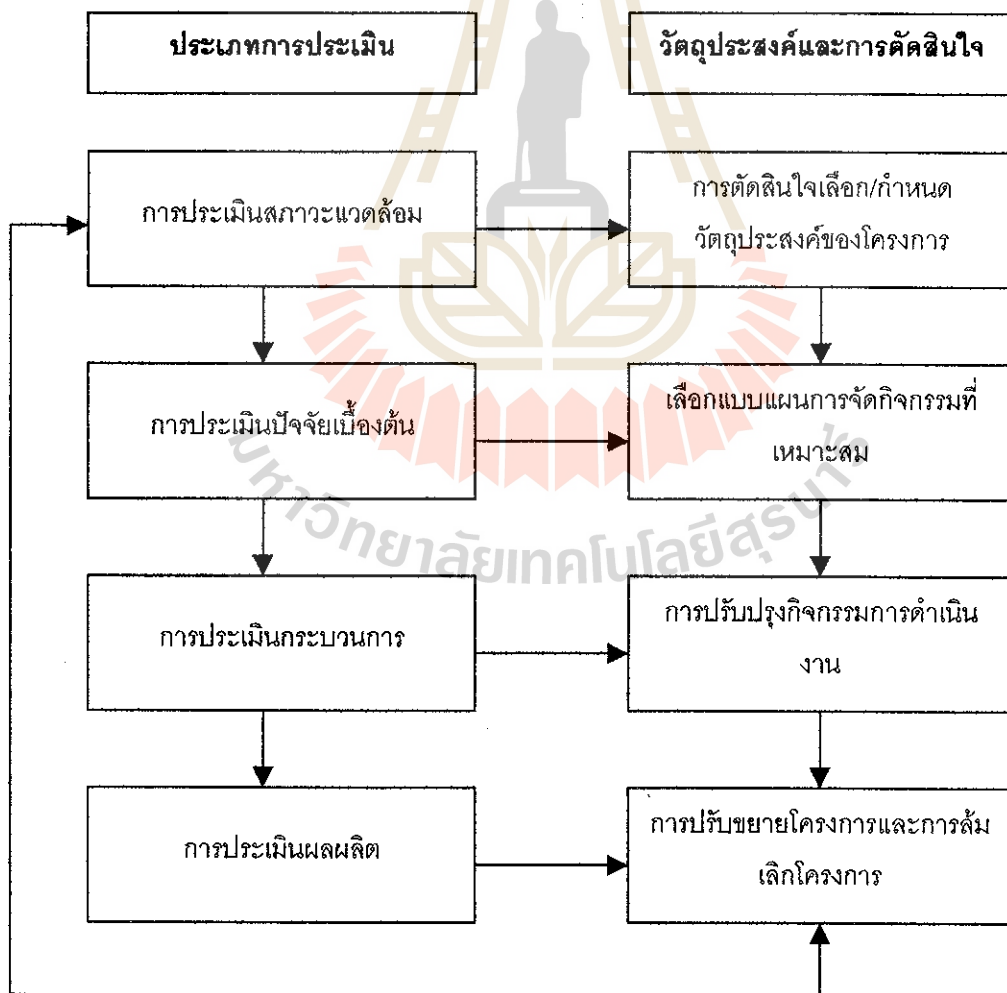 ประเภทการประเมิน
วัตถุประสงค์และการตัดสินใจ
การประเมินสภาวะแวดล้อม
การตัดสินใจเลือก/กำหนด
วัตถุประสงค์ของโครงการ
การประเมินปัจจัยเบื้องต้น
เลือกแบบแผนการจัดกิจกรรมที่
เหมาะสม
การประเมินกระบวนการ
การปรับปรุงกิจกรรมการดำเนิน
งาน
การประเมินผลผลิต
การปรับขยายโครงการและการล้ม
เลิกโครงการ
มหาวิทยาลัยเทคโนโลยีสุรนารี